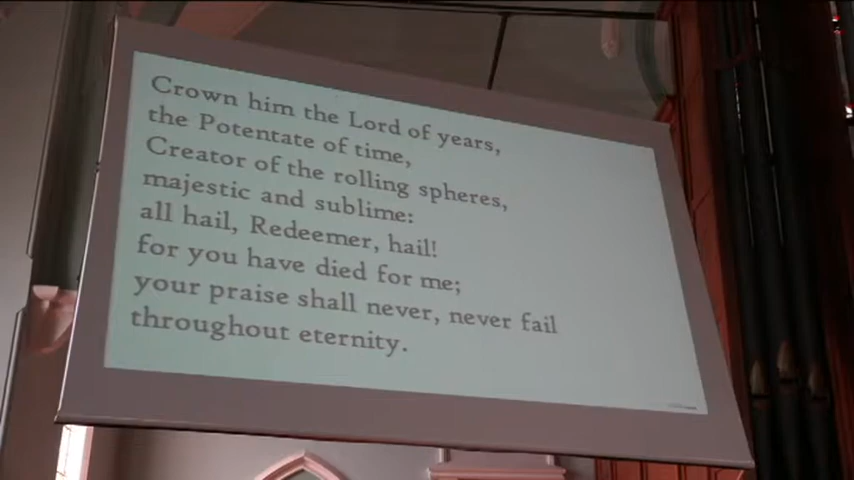 Crown him the Lord of years,
the Potentate of time,
Creator of the rolling spheres,
majestic and sublime:
all hail, Redeemer, hail!
for you have died for me;
your praise shall never, never fail
throughout eternity.